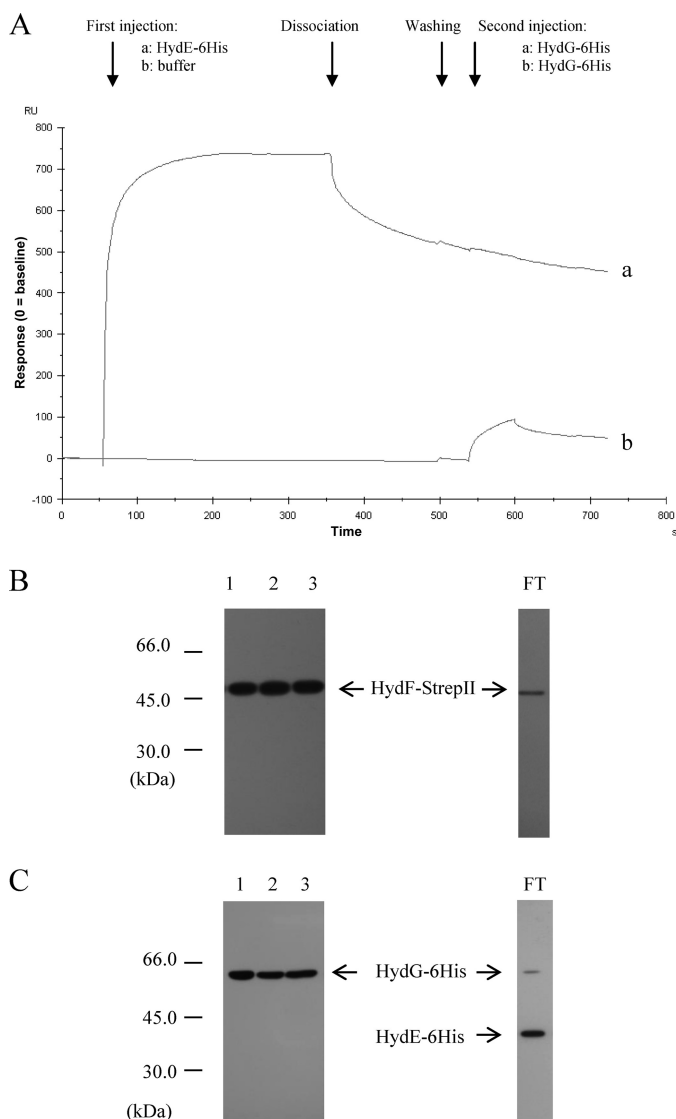 A
First injection:
a: HydE-6His
b: buffer
Dissociation
Washing
Second injection:
a: HydG-6His
b: HydG-6His
RU
800
700
600
500
400
300
200
100
0
-100
Response (0 = baseline)
a
b
0
100
200
300
400
500
600
700
800
Time
s
B
1 2 3
FT
66.0
45.0
30.0
(kDa)
HydF-StrepII
C
1 2 3
FT
66.0
45.0
30.0
(kDa)
HydG-6His
HydE-6His